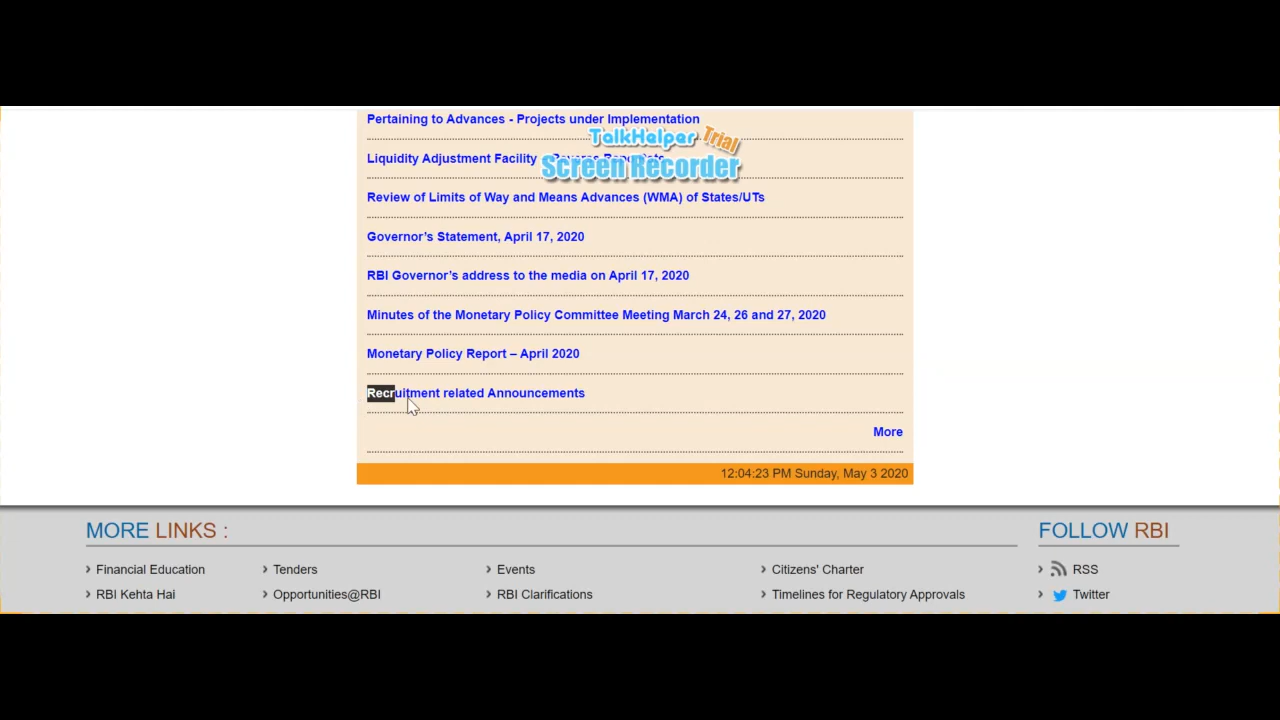 Pertaining to Advances - Projects under Implementation
TalkHelper Trial
Screen Recorder
Liquidity Adjustment Facility
Review of Limits of Way and Means Advances (WMA) of States/UTs
Governor’s Statement, April 17, 2020
RBI Governor’s address to the media on April 17, 2020
Minutes of the Monetary Policy Committee Meeting March 24, 26 and 27, 2020
Monetary Policy Report – April 2020
Recruitment related Announcements
More
12:04:23 PM Sunday, May 3 2020
MORE LINKS :
Financial Education
Tenders
Events
Citizens' Charter
RBI Kehta Hai
Opportunities@RBI
RBI Clarifications
Timelines for Regulatory Approvals
FOLLOW RBI
RSS
Twitter